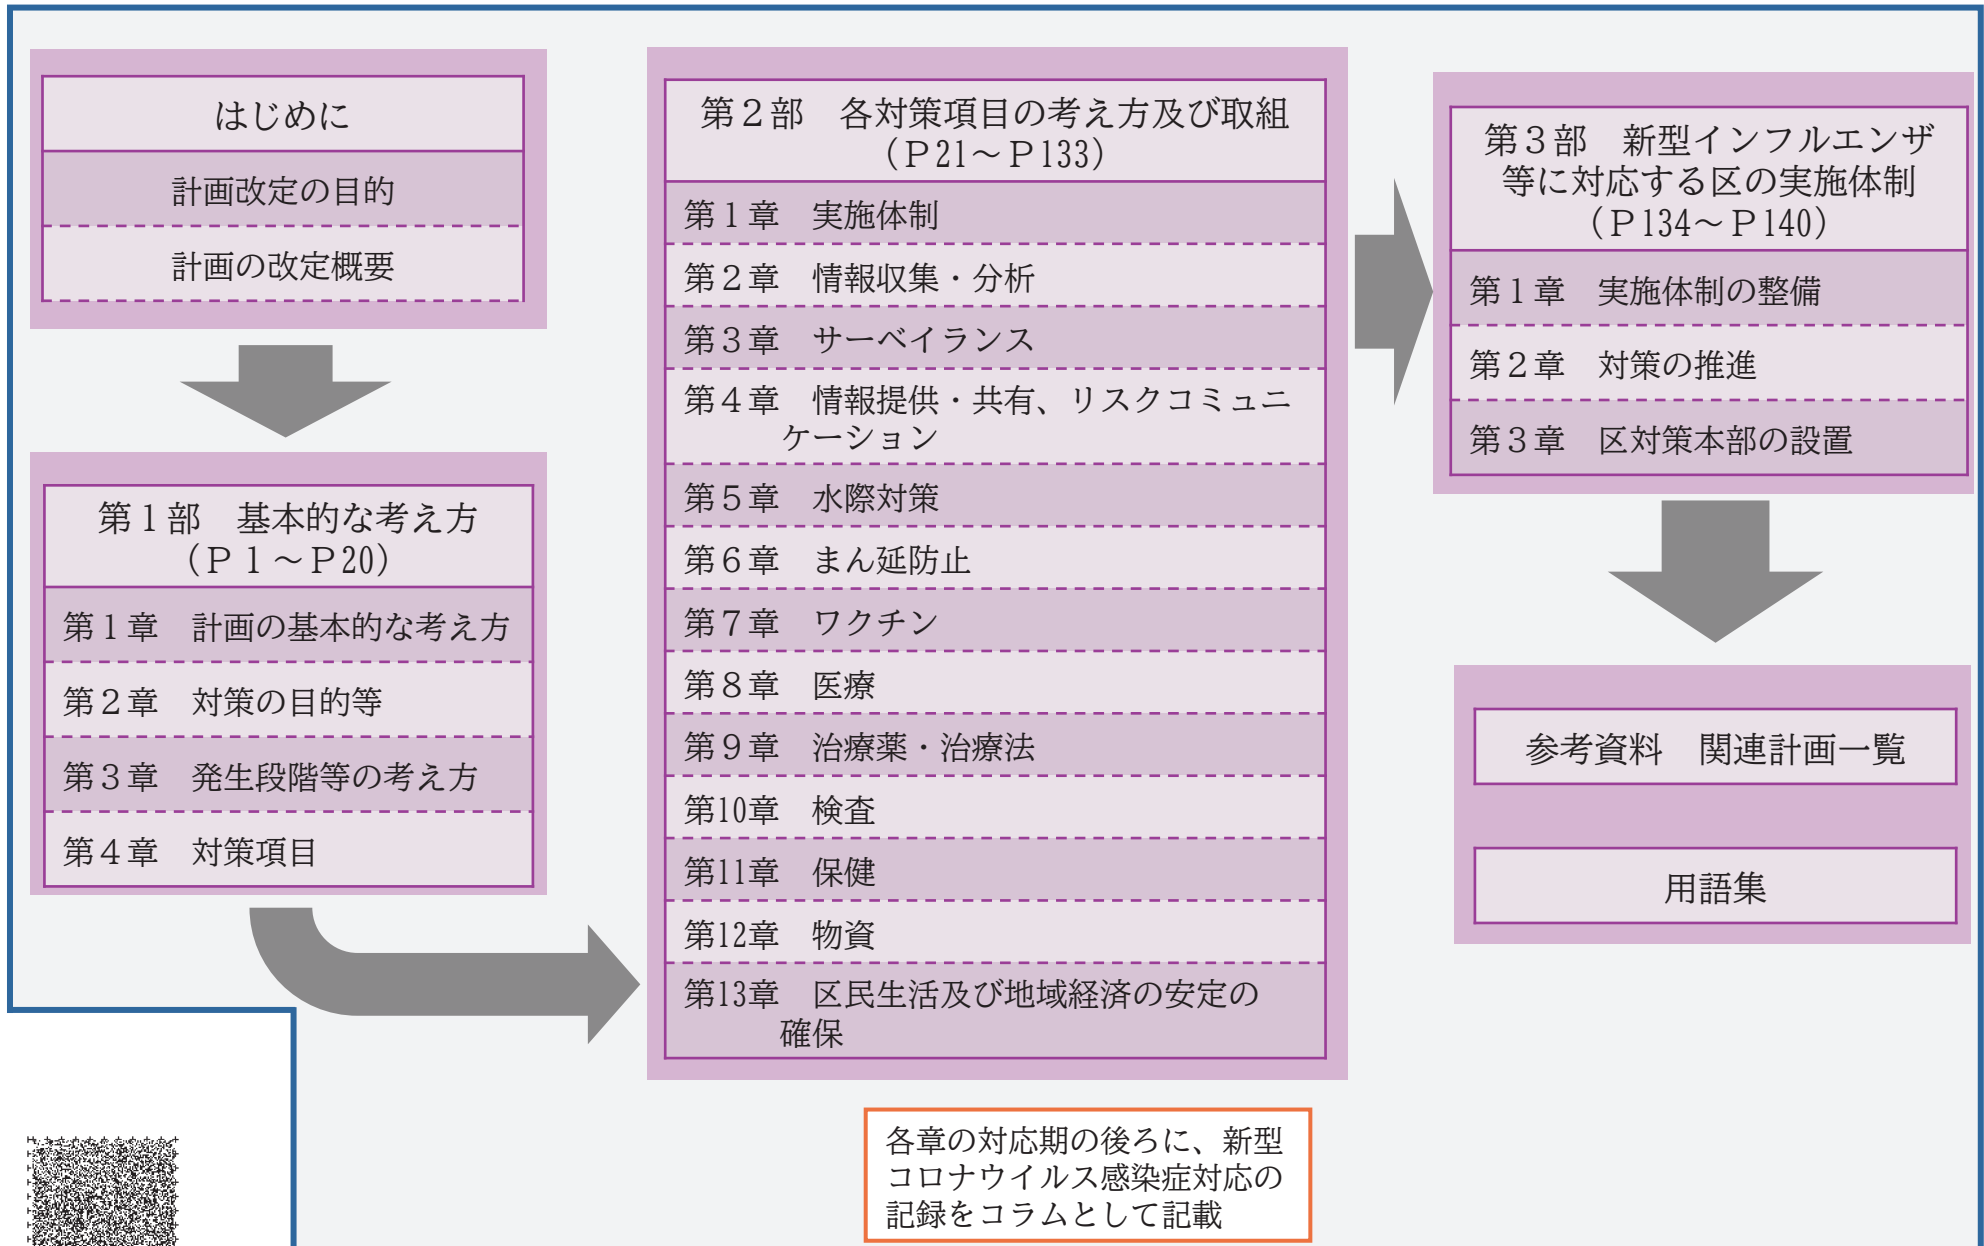 はじめに
計画改定の目的
計画の改定概要
第１部　基本的な考え方
（Ｐ１～Ｐ20）
第１章　計画の基本的な考え方
第２章　対策の目的等
第３章　発生段階等の考え方
第４章　対策項目
第２部　各対策項目の考え方及び取組
（Ｐ21～Ｐ133）
第１章　実施体制
第２章　情報収集・分析
第３章　サーベイランス
第４章　情報提供・共有、リスクコミュニ
ケーション
第５章　水際対策
第６章　まん延防止
第７章　ワクチン
第８章　医療
第９章　治療薬・治療法
第10章　検査
第11章　保健
第12章　物資
第13章　区民生活及び地域経済の安定の
確保
各章の対応期の後ろに、新型
コロナウイルス感染症対応の
記録をコラムとして記載
第３部　新型インフルエンザ
等に対応する区の実施体制
（Ｐ134～Ｐ140）
第１章　実施体制の整備
第２章　対策の推進
第３章　区対策本部の設置
参考資料　関連計画一覧
用語集